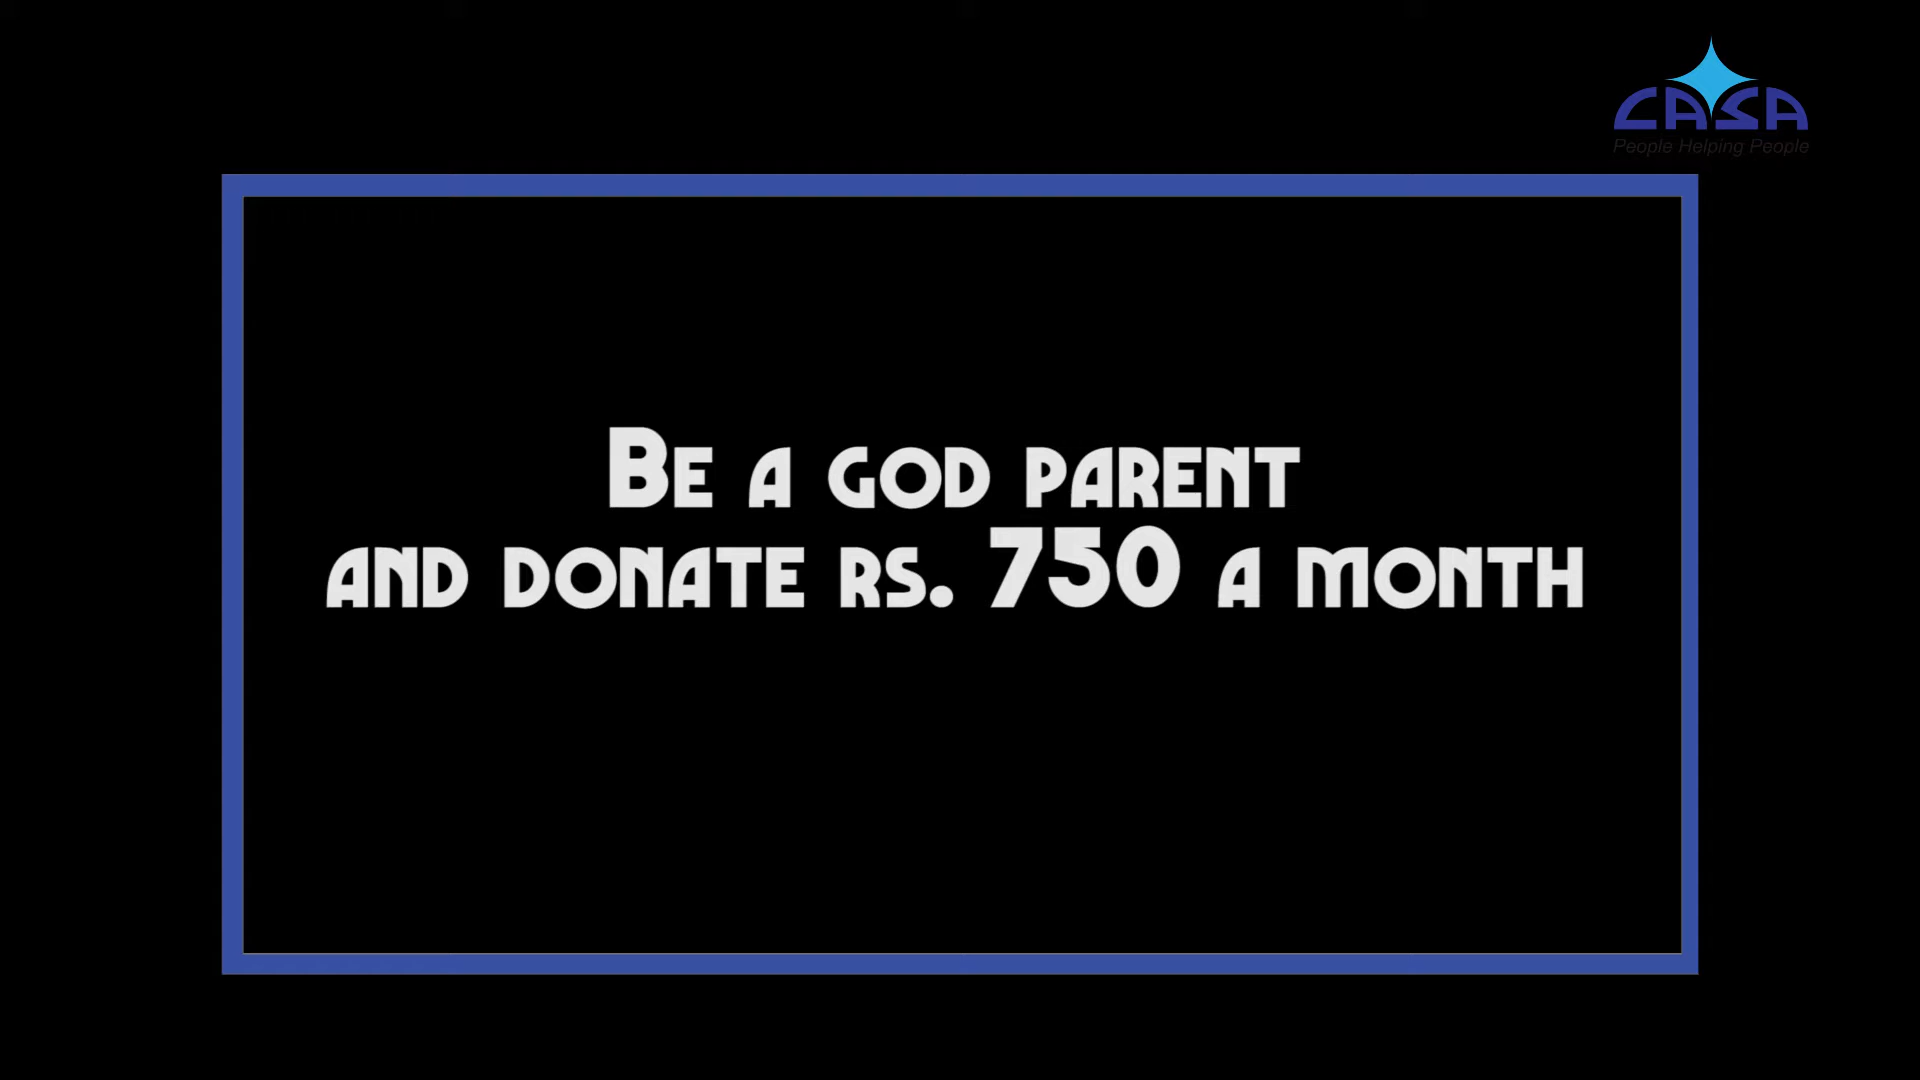 CASA
People Helping People
Be a god parent
and donate rs. 750 a month